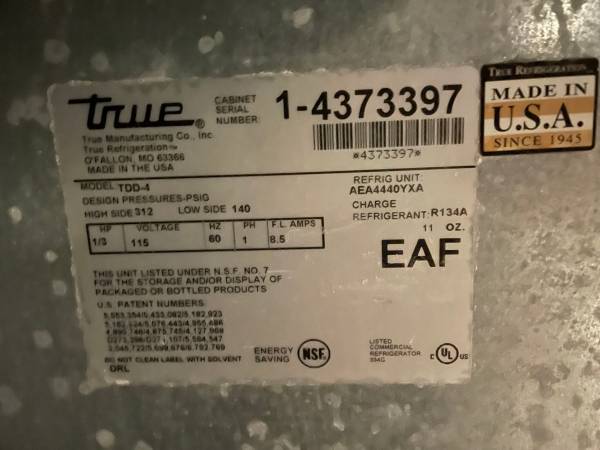 True®
True Manufacturing Co., Inc.
True Refrigeration™
O'FALLON, MO 63366
MADE IN THE USA
CABINET
SERIAL
NUMBER:
1-4373397
*4373397*
TRUE REFRIGERATION
MADE IN
U.S.A.
SINCE 1945
MODEL TDD-4
DESIGN PRESSURES-PSIG
HIGH SIDE 312 LOW SIDE 140
HP VOLTAGE HZ PH F.L. AMPS
1/3 115 60 1 8.5
REFRIG UNIT:
AEA4440YXA
CHARGE
REFRIGERANT: R134A
11 OZ.
EAF
THIS UNIT LISTED UNDER N.S.F. NO. 7
FOR THE STORAGE AND/OR DISPLAY OF
PACKAGED OR BOTTLED PRODUCTS
U.S. PATENT NUMBERS:
DO NOT CLEAN LABEL WITH SOLVENT
DRL
ENERGY
SAVING
NSF®
LISTED
COMMERCIAL
REFRIGERATOR
394G
C UL US